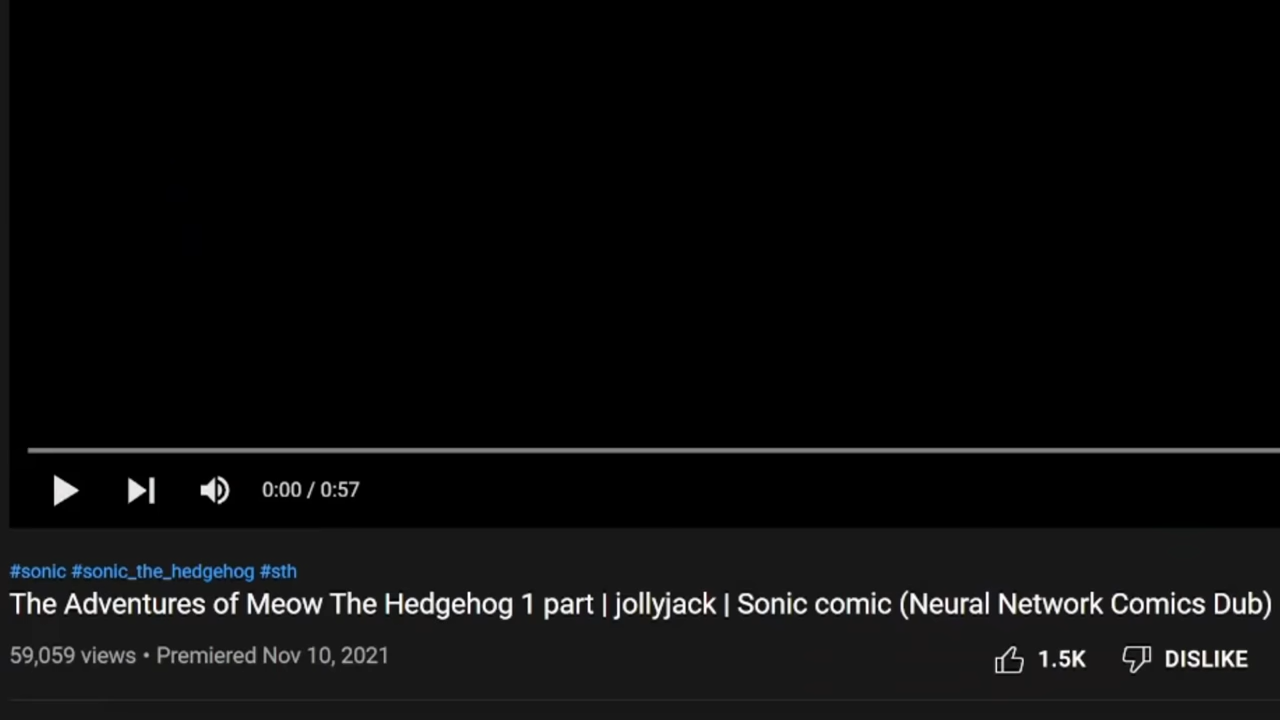 0:00 / 0:57
#sonic #sonic_the_hedgehog #sth
The Adventures of Meow The Hedgehog 1 part | jollyjack | Sonic comic (Neural Network Comics Dub)
59,059 views • Premiered Nov 10, 2021
1.5K DISLIKE